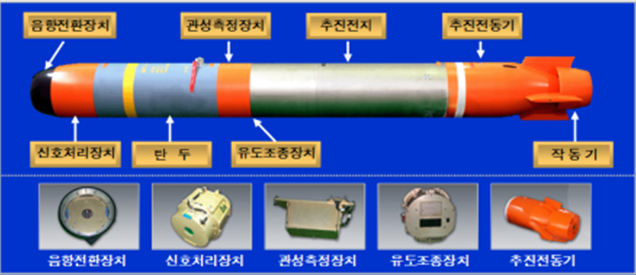 음향전환장치
관성측정장치
추진전지
추진전동기
신호처리장치
탄 두
유도조종장치
작 동 기
음향전환장치
신호처리장치
관성측정장치
유도조종장치
추진전동기